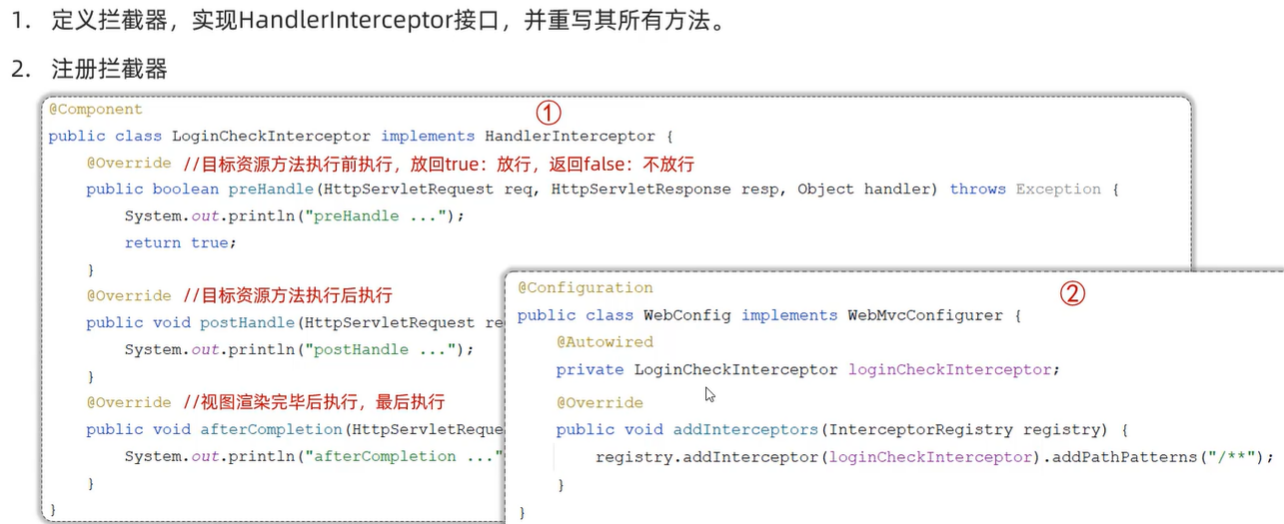 1. 定义拦截器，实现HandlerInterceptor接口，并重写其所有方法。
2. 注册拦截器
①
@Component
public class LoginCheckInterceptor implements HandlerInterceptor {
@Override //目标资源方法执行前执行，放回true：放行，返回false：不放行
public boolean preHandle(HttpServletRequest req, HttpServletResponse resp, Object handler) throws Exception {
System.out.println("preHandle ...");
return true;
}
@Override //目标资源方法执行后执行
public void postHandle(HttpServletRequest re
System.out.println("postHandle ...");
}
@Override //视图渲染完毕后执行，最后执行
public void afterCompletion(HttpServletReque
System.out.println("afterCompletion ..."
}
}
②
@Configuration
public class WebConfig implements WebMvcConfigurer {
@Autowired
private LoginCheckInterceptor loginCheckInterceptor;
@Override
public void addInterceptors(InterceptorRegistry registry) {
registry.addInterceptor(loginCheckInterceptor).addPathPatterns("/**");
}
}